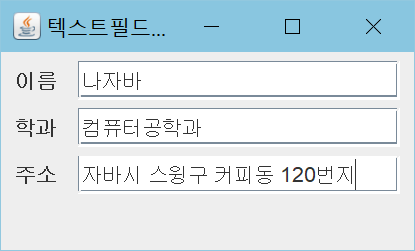 텍스트필드...
이름 나자바
학과 컴퓨터공학과
주소 자바시 스윙구 커피동 120번지